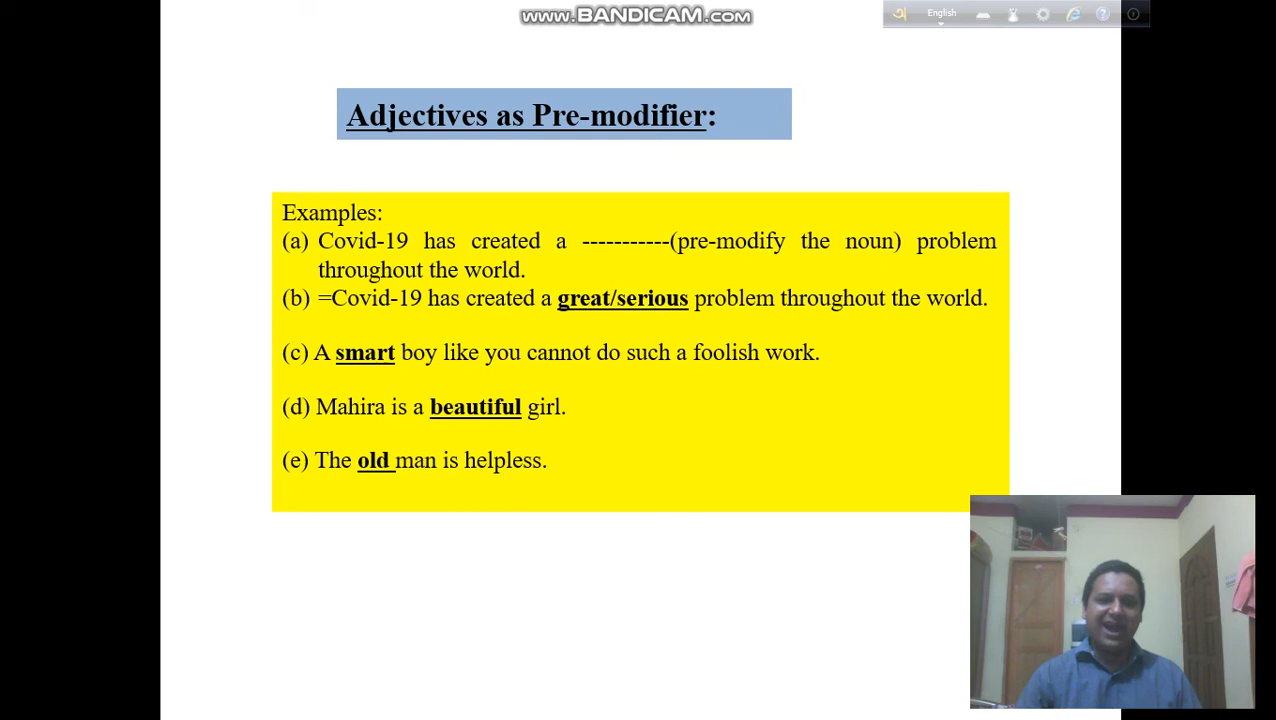 www.BANDICAM.com
English
Adjectives as Pre-modifier:
Examples:
(a) Covid-19 has created a -----------(pre-modify the noun) problem
throughout the world.
(b) =Covid-19 has created a great/serious problem throughout the world.
(c) A smart boy like you cannot do such a foolish work.
(d) Mahira is a beautiful girl.
(e) The old man is helpless.